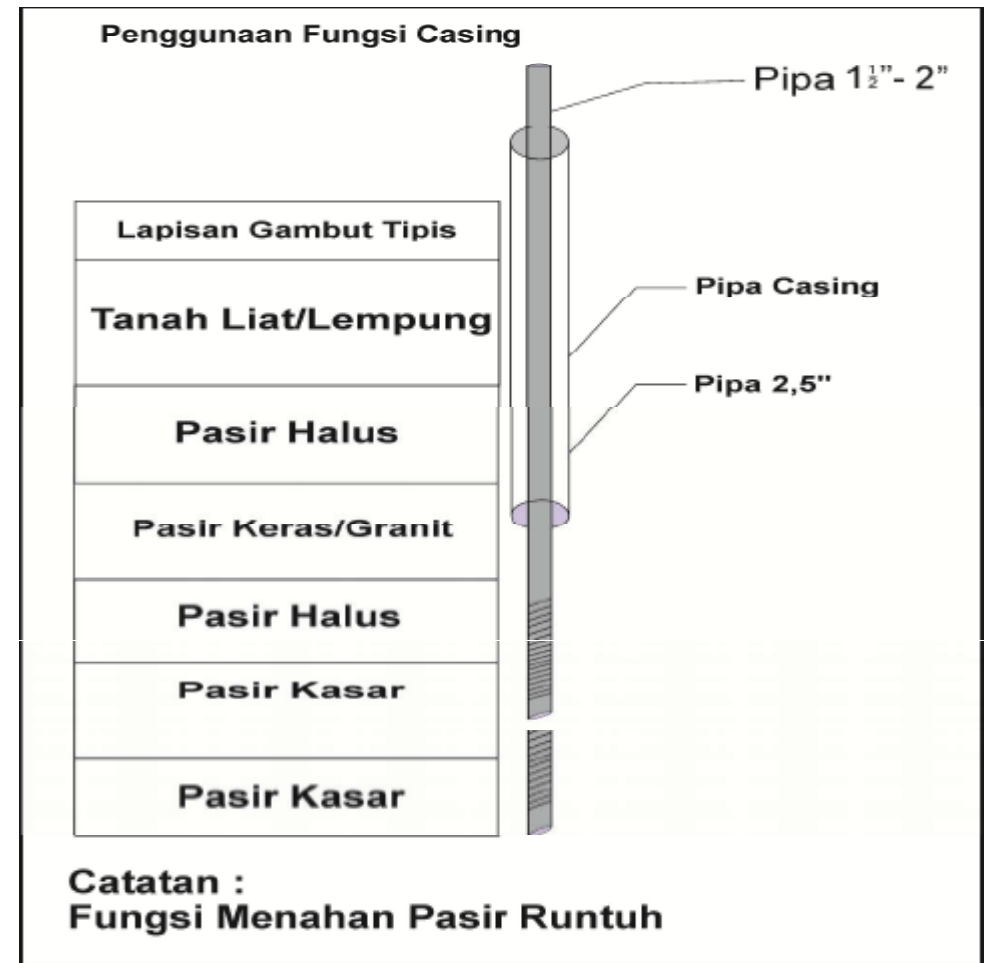 Penggunaan Fungsi Casing
Pipa 1½”- 2”
Lapisan Gambut Tipis
Pipa Casing
Tanah Liat/Lempung
Pipa 2,5"
Pasir Halus
Pasir Keras/Granit
Pasir Halus
Pasir Kasar
Pasir Kasar
Catatan :
Fungsi Menahan Pasir Runtuh